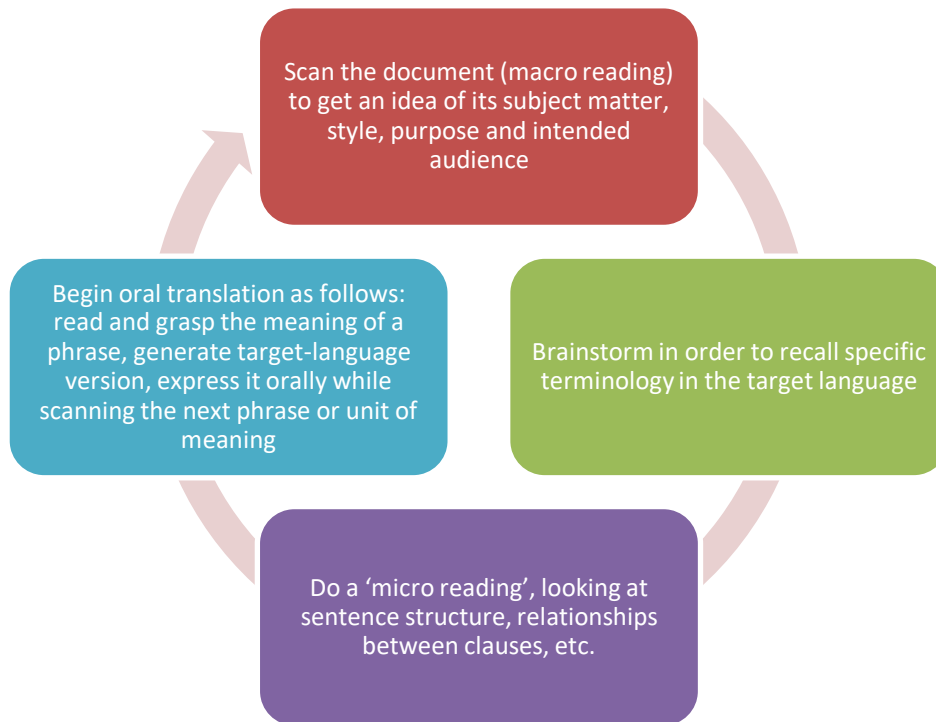 Scan the document (macro reading)
to get an idea of its subject matter,
style, purpose and intended
audience
Brainstorm in order to recall specific
terminology in the target language
Do a ‘micro reading’, looking at
sentence structure, relationships
between clauses, etc.
Begin oral translation as follows:
read and grasp the meaning of a
phrase, generate target-language
version, express it orally while
scanning the next phrase or unit of
meaning